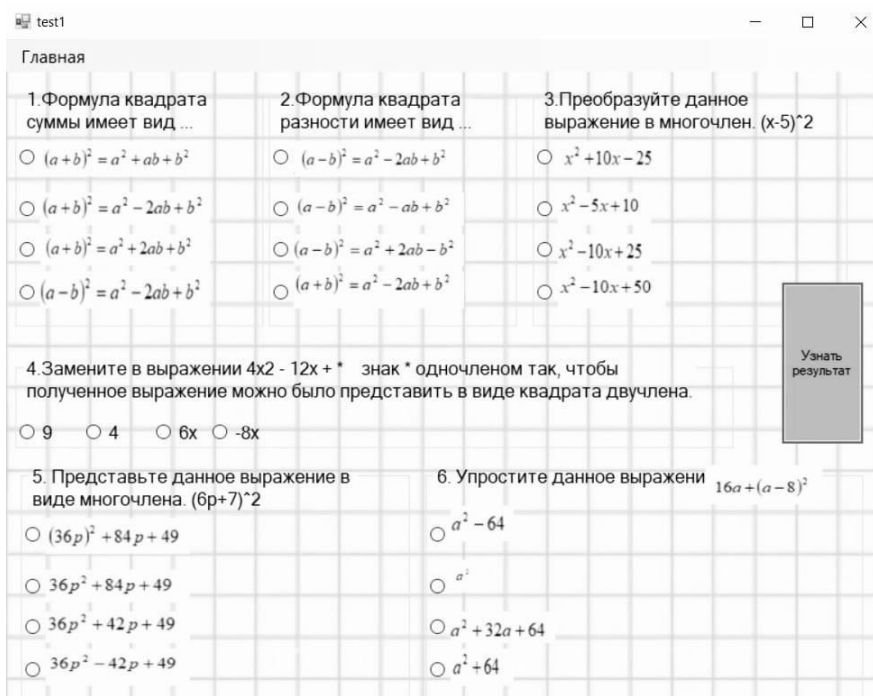 test1
Главная
1.Формула квадрата
суммы имеет вид ...
(a+b)² = a² + ab + b²
(a+b)² = a² − 2ab + b²
(a+b)² = a² + 2ab + b²
(a−b)² = a² − 2ab + b²
2.Формула квадрата
разности имеет вид ...
(a−b)² = a² − 2ab + b²
(a−b)² = a² − ab + b²
(a−b)² = a² + 2ab − b²
(a+b)² = a² − 2ab + b²
3.Преобразуйте данное
выражение в многочлен. (x-5)^2
x² + 10x − 25
x² − 5x + 10
x² − 10x + 25
x² − 10x + 50
Узнать
результат
4.Замените в выражении 4x2 - 12x + * знак * одночленом так, чтобы
полученное выражение можно было представить в виде квадрата двучлена.
9 4 6x -8x
5. Представьте данное выражение в
виде многочлена. (6p+7)^2
(36p)² + 84p + 49
36p² + 84p + 49
36p² + 42p + 49
36p² − 42p + 49
6. Упростите данное выражени 16a + (a − 8)²
a² − 64
a²
a² + 32a + 64
a² + 64